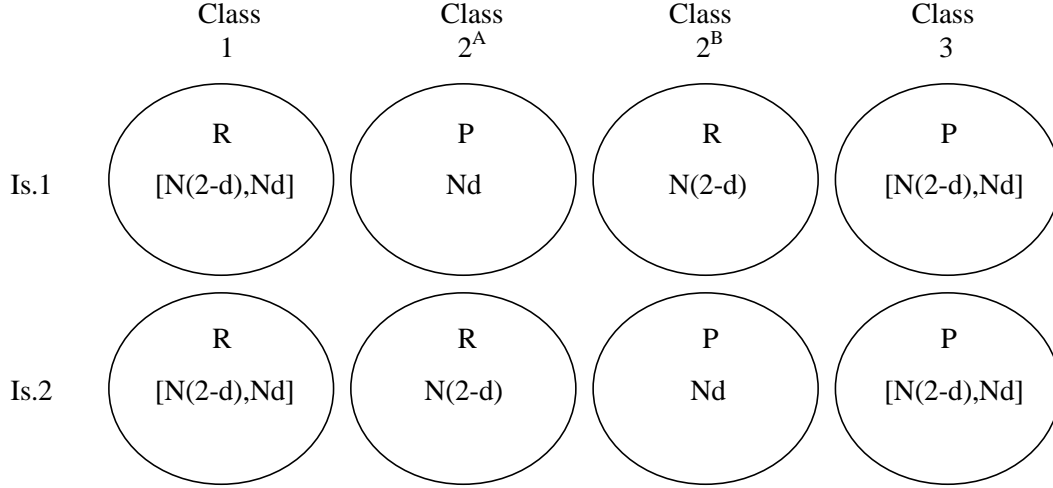 Class Class Class Class
1 2^A 2^B 3
R P R P
Is.1 [N(2-d),Nd] Nd N(2-d) [N(2-d),Nd]
R R P P
Is.2 [N(2-d),Nd] N(2-d) Nd [N(2-d),Nd]